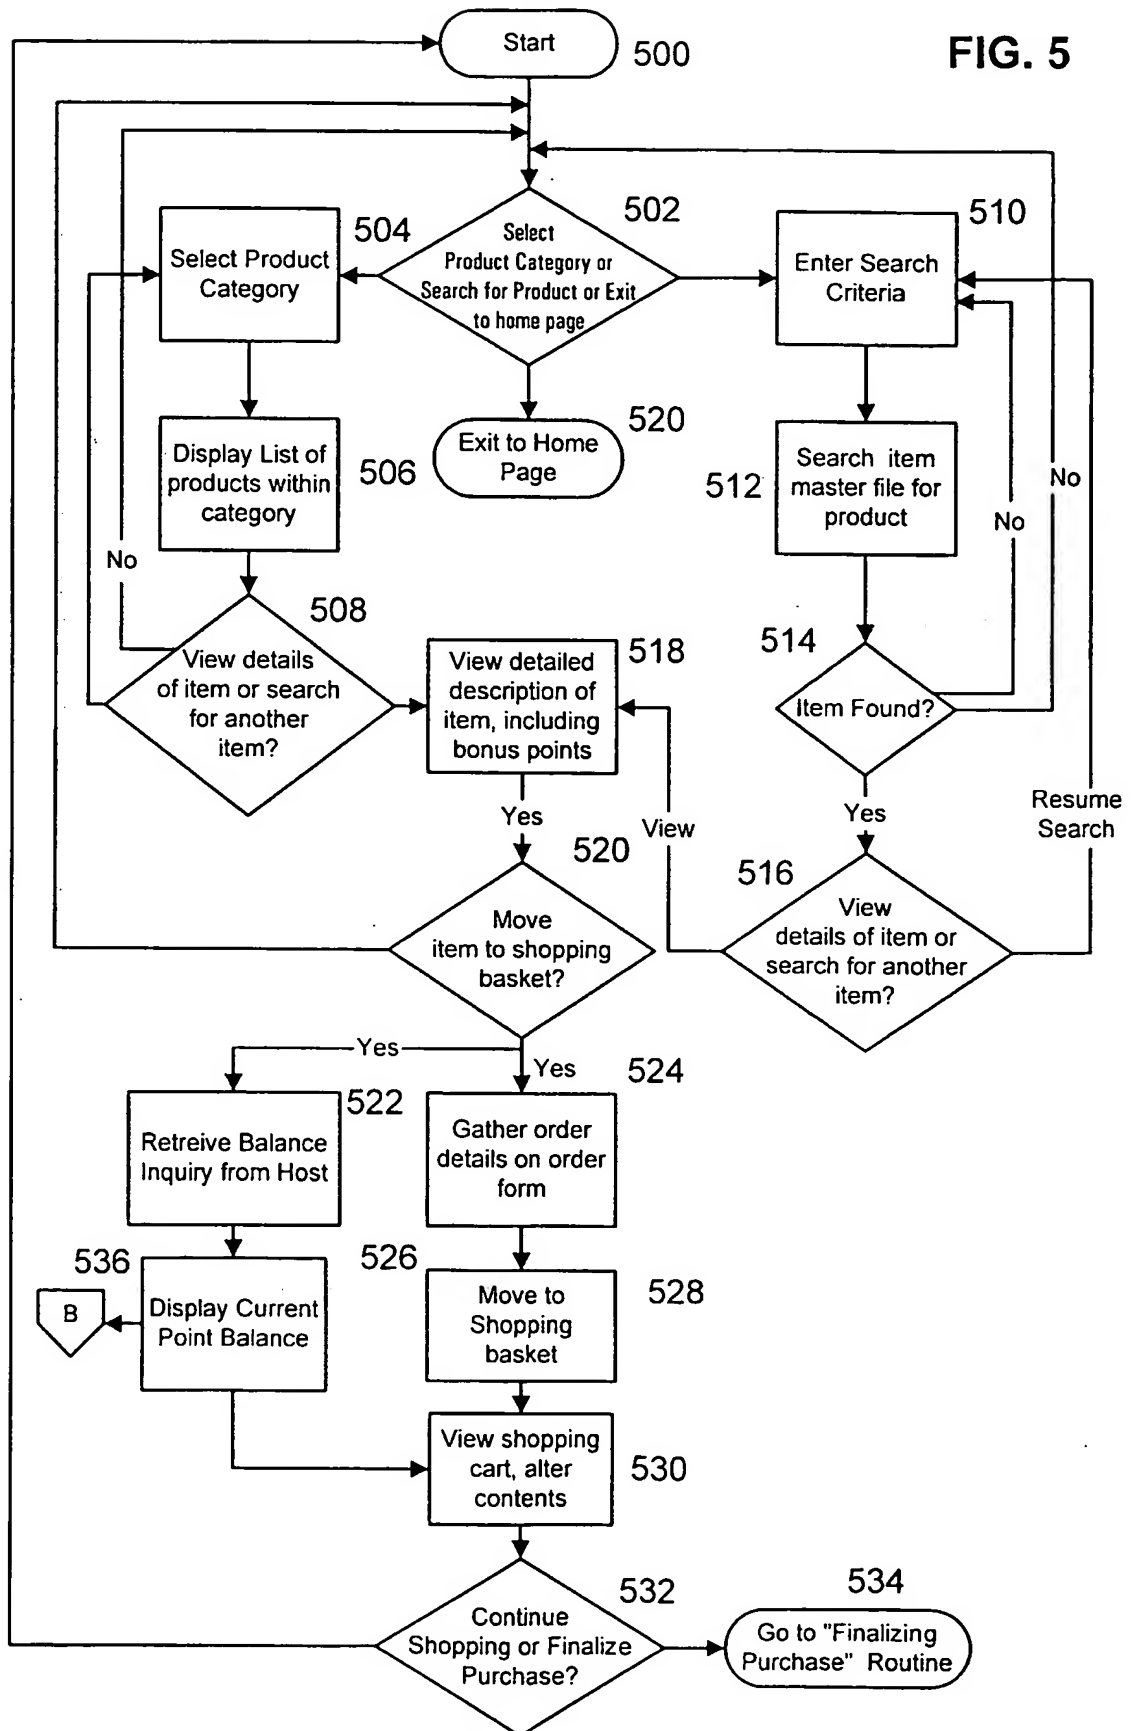 FIG. 5
Start
500
502
Select
Product Category or
Search for Product or Exit
to home page
504
Select Product
Category
510
Enter Search
Criteria
520
Exit to Home
Page
506
Display List of
products within
category
512
Search item
master file for
product
No
No
No
508
View details
of item or search
for another
item?
518
View detailed
description of
item, including
bonus points
514
Item Found?
Yes
Yes
View
Resume
Search
520
Move
item to shopping
basket?
516
View
details of item or
search for another
item?
Yes
Yes
522
Retreive Balance
Inquiry from Host
524
Gather order
details on order
form
536
B
526
Display Current
Point Balance
528
Move to
Shopping
basket
530
View shopping
cart, alter
contents
532
Continue
Shopping or Finalize
Purchase?
534
Go to "Finalizing
Purchase" Routine